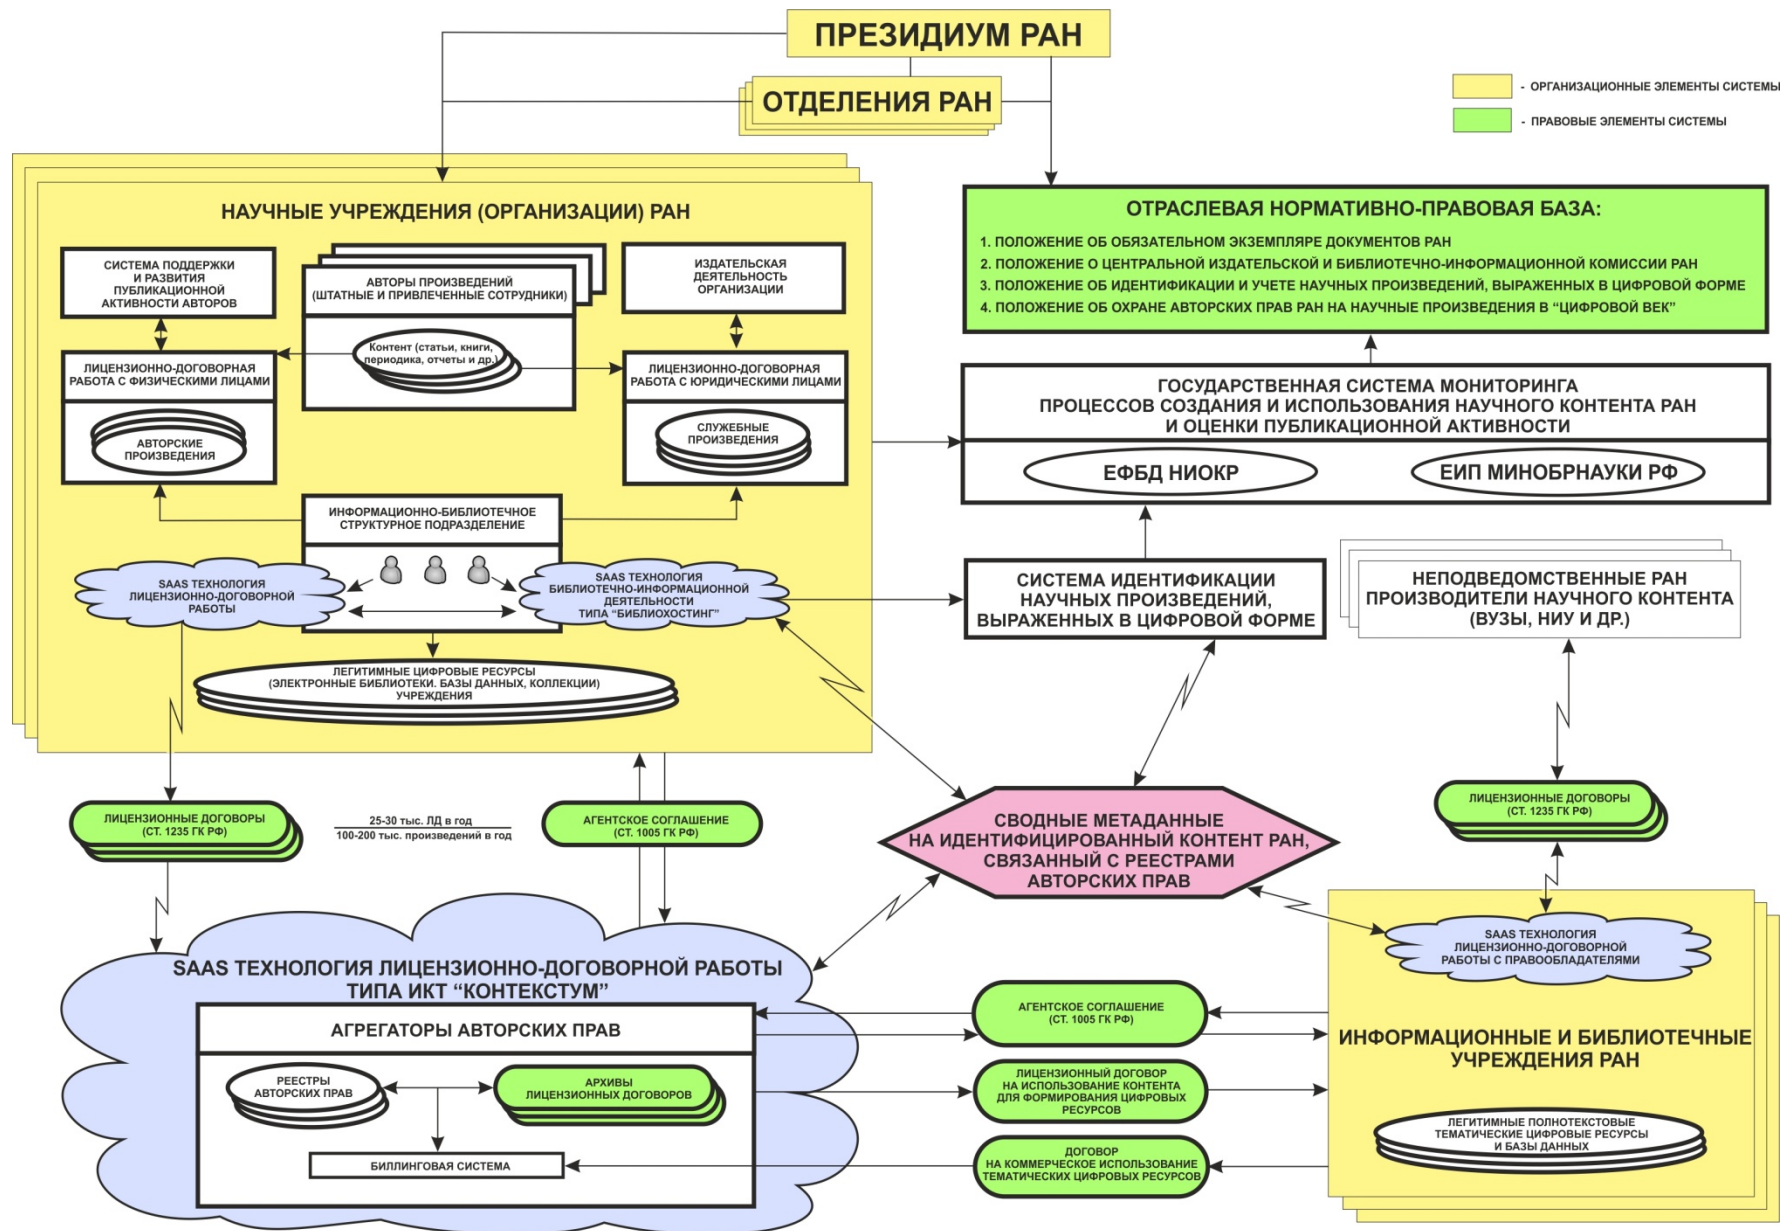 ПРЕЗИДИУМ РАН
ОТДЕЛЕНИЯ РАН
- ОРГАНИЗАЦИОННЫЕ ЭЛЕМЕНТЫ СИСТЕМЫ
- ПРАВОВЫЕ ЭЛЕМЕНТЫ СИСТЕМЫ
НАУЧНЫЕ УЧРЕЖДЕНИЯ (ОРГАНИЗАЦИИ) РАН
СИСТЕМА ПОДДЕРЖКИ
И РАЗВИТИЯ
ПУБЛИКАЦИОННОЙ
АКТИВНОСТИ АВТОРОВ
АВТОРЫ ПРОИЗВЕДЕНИЙ
(ШТАТНЫЕ И ПРИВЛЕЧЕННЫЕ СОТРУДНИКИ)
ИЗДАТЕЛЬСКАЯ
ДЕЯТЕЛЬНОСТЬ
ОРГАНИЗАЦИИ
Контент (статьи, книги,
периодика, отчеты и др.)
ЛИЦЕНЗИОННО-ДОГОВОРНАЯ
РАБОТА С ФИЗИЧЕСКИМИ ЛИЦАМИ
АВТОРСКИЕ
ПРОИЗВЕДЕНИЯ
ЛИЦЕНЗИОННО-ДОГОВОРНАЯ
РАБОТА С ЮРИДИЧЕСКИМИ ЛИЦАМИ
СЛУЖЕБНЫЕ
ПРОИЗВЕДЕНИЯ
ИНФОРМАЦИОННО-БИБЛИОТЕЧНОЕ
СТРУКТУРНОЕ ПОДРАЗДЕЛЕНИЕ
SAAS ТЕХНОЛОГИЯ
ЛИЦЕНЗИОННО-ДОГОВОРНОЙ
РАБОТЫ
SAAS ТЕХНОЛОГИЯ
БИБЛИОТЕЧНО-ИНФОРМАЦИОННОЙ
ДЕЯТЕЛЬНОСТИ
ТИПА “БИБЛИОХОСТИНГ”
ЛЕГИТИМНЫЕ ЦИФРОВЫЕ РЕСУРСЫ
(ЭЛЕКТРОННЫЕ БИБЛИОТЕКИ. БАЗЫ ДАННЫХ, КОЛЛЕКЦИИ)
УЧРЕЖДЕНИЯ
ОТРАСЛЕВАЯ НОРМАТИВНО-ПРАВОВАЯ БАЗА:
1. ПОЛОЖЕНИЕ ОБ ОБЯЗАТЕЛЬНОМ ЭКЗЕМПЛЯРЕ ДОКУМЕНТОВ РАН
2. ПОЛОЖЕНИЕ О ЦЕНТРАЛЬНОЙ ИЗДАТЕЛЬСКОЙ И БИБЛИОТЕЧНО-ИНФОРМАЦИОННОЙ КОМИССИИ РАН
3. ПОЛОЖЕНИЕ ОБ ИДЕНТИФИКАЦИИ И УЧЕТЕ НАУЧНЫХ ПРОИЗВЕДЕНИЙ, ВЫРАЖЕННЫХ В ЦИФРОВОЙ ФОРМЕ
4. ПОЛОЖЕНИЕ ОБ ОХРАНЕ АВТОРСКИХ ПРАВ РАН НА НАУЧНЫЕ ПРОИЗВЕДЕНИЯ В “ЦИФРОВОЙ ВЕК”
ГОСУДАРСТВЕННАЯ СИСТЕМА МОНИТОРИНГА
ПРОЦЕССОВ СОЗДАНИЯ И ИСПОЛЬЗОВАНИЯ НАУЧНОГО КОНТЕНТА РАН
И ОЦЕНКИ ПУБЛИКАЦИОННОЙ АКТИВНОСТИ
ЕФБД НИОКР
ЕИП МИНОБРНАУКИ РФ
СИСТЕМА ИДЕНТИФИКАЦИИ
НАУЧНЫХ ПРОИЗВЕДЕНИЙ,
ВЫРАЖЕННЫХ В ЦИФРОВОЙ ФОРМЕ
НЕПОДВЕДОМСТВЕННЫЕ РАН
ПРОИЗВОДИТЕЛИ НАУЧНОГО КОНТЕНТА
(ВУЗЫ, НИУ И ДР.)
ЛИЦЕНЗИОННЫЕ ДОГОВОРЫ
(СТ. 1235 ГК РФ)
25-30 тыс. ЛД в год
100-200 тыс. произведений в год
АГЕНТСКОЕ СОГЛАШЕНИЕ
(СТ. 1005 ГК РФ)
СВОДНЫЕ МЕТАДАННЫЕ
НА ИДЕНТИФИЦИРОВАННЫЙ КОНТЕНТ РАН,
СВЯЗАННЫЙ С РЕЕСТРАМИ
АВТОРСКИХ ПРАВ
ЛИЦЕНЗИОННЫЕ ДОГОВОРЫ
(СТ. 1235 ГК РФ)
SAAS ТЕХНОЛОГИЯ ЛИЦЕНЗИОННО-ДОГОВОРНОЙ РАБОТЫ
ТИПА ИКТ “КОНТЕКСТУМ”
АГРЕГАТОРЫ АВТОРСКИХ ПРАВ
РЕЕСТРЫ
АВТОРСКИХ ПРАВ
АРХИВЫ
ЛИЦЕНЗИОННЫХ ДОГОВОРОВ
БИЛЛИНГОВАЯ СИСТЕМА
АГЕНТСКОЕ СОГЛАШЕНИЕ
(СТ. 1005 ГК РФ)
ЛИЦЕНЗИОННЫЙ ДОГОВОР
НА ИСПОЛЬЗОВАНИЕ КОНТЕНТА
ДЛЯ ФОРМИРОВАНИЯ ЦИФРОВЫХ
РЕСУРСОВ
ДОГОВОР
НА КОММЕРЧЕСКОЕ ИСПОЛЬЗОВАНИЕ
ТЕМАТИЧЕСКИХ ЦИФРОВЫХ РЕСУРСОВ
SAAS ТЕХНОЛОГИЯ
ЛИЦЕНЗИОННО-ДОГОВОРНОЙ
РАБОТЫ С ПРАВООБЛАДАТЕЛЯМИ
ИНФОРМАЦИОННЫЕ И БИБЛИОТЕЧНЫЕ
УЧРЕЖДЕНИЯ РАН
ЛЕГИТИМНЫЕ ПОЛНОТЕКСТОВЫЕ
ТЕМАТИЧЕСКИЕ ЦИФРОВЫЕ РЕСУРСЫ
И БАЗЫ ДАННЫХ